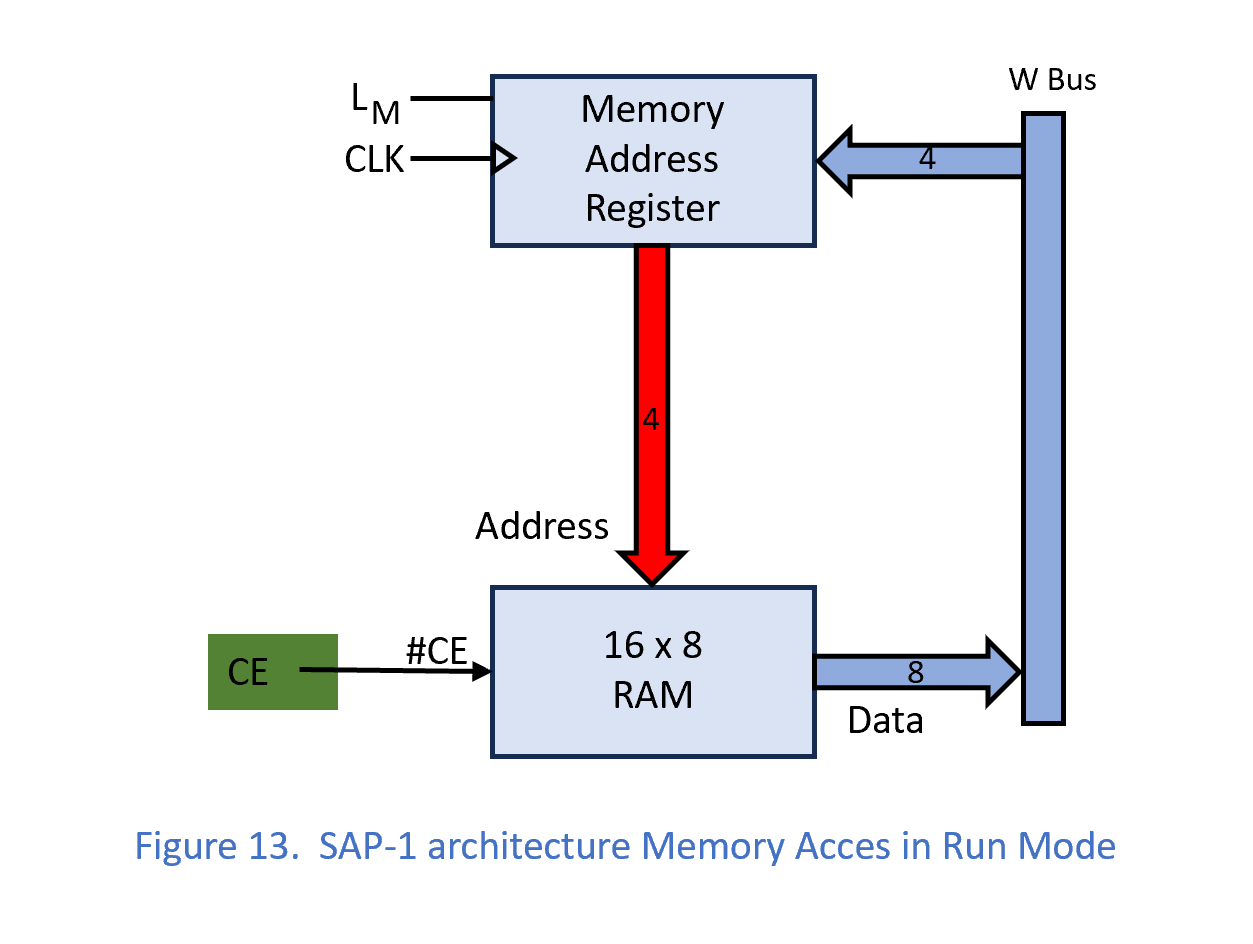 W Bus
L M
CLK
Memory
Address
Register
4
4
Address
CE
#CE
16 x 8
RAM
8
Data
Figure 13.  SAP-1 architecture Memory Acces in Run Mode